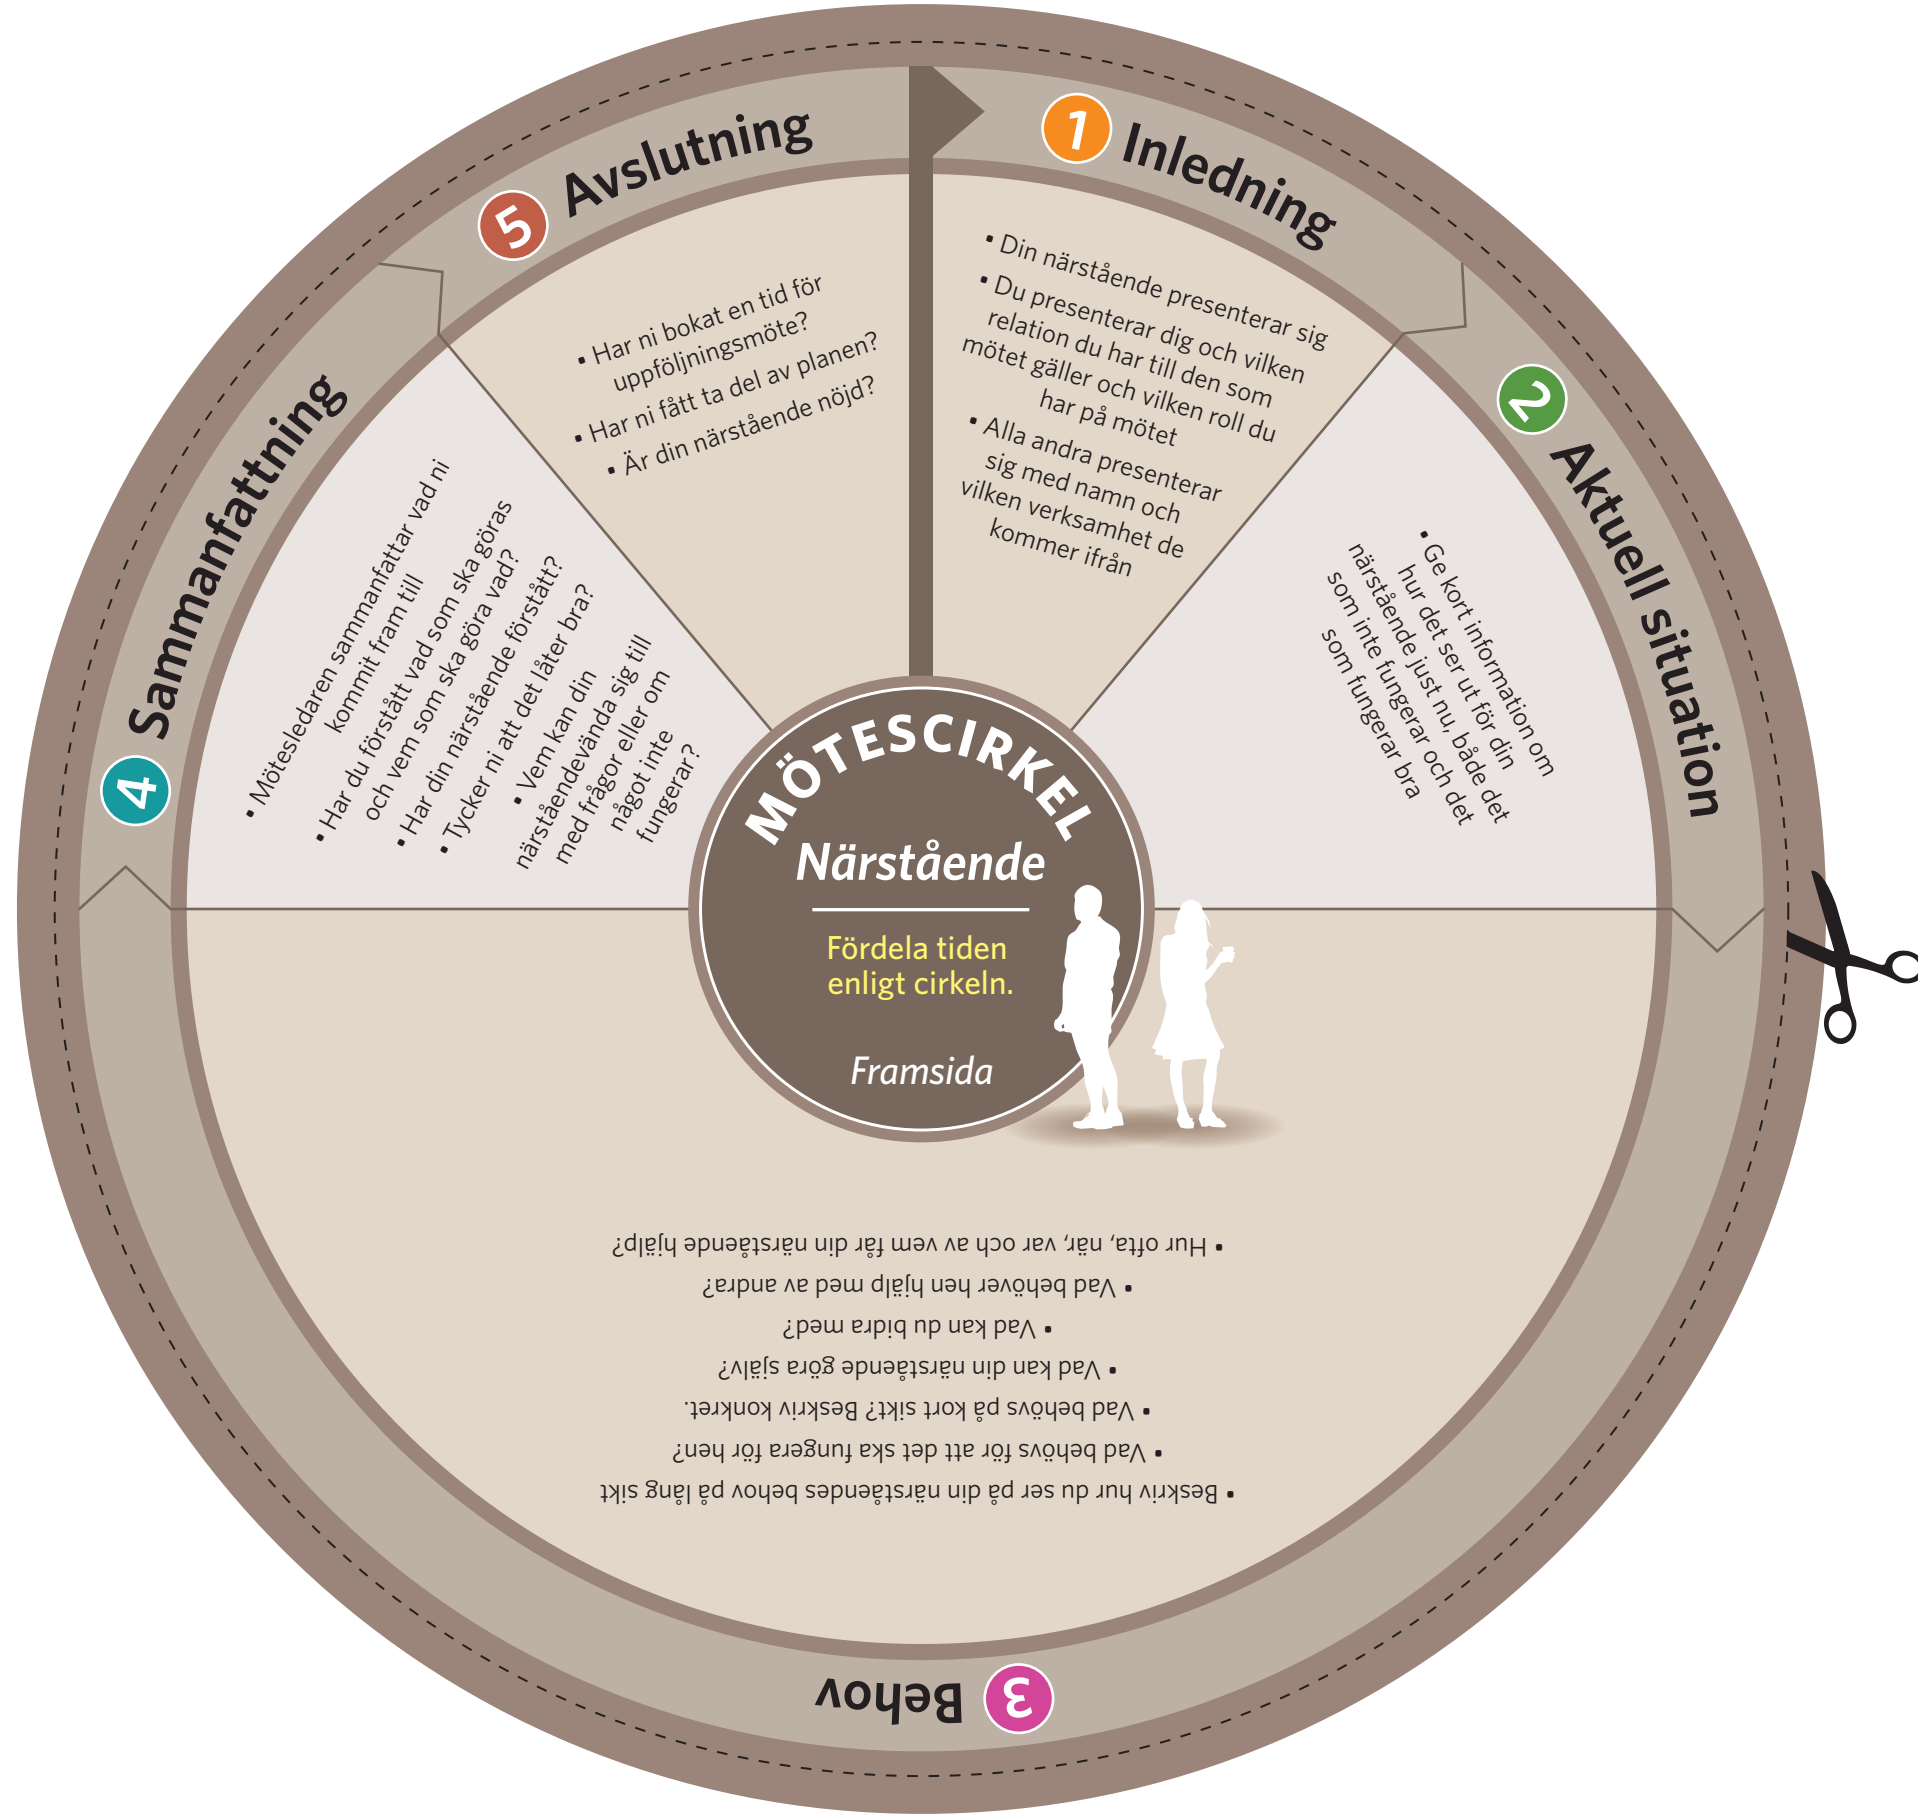 MÖTESCIRKEL
Närstående
Fördela tiden
enligt cirkeln.
Framsida
1 Inledning
• Din närstående presenterar sig
• Du presenterar dig och vilken
relation du har till den som
mötet gäller och vilken roll du
har på mötet
• Alla andra presenterar
sig med namn och
vilken verksamhet de
kommer ifrån
2 Aktuell situation
• Ge kort information om
hur det ser ut för din
närstående just nu, både det
som inte fungerar och det
som fungerar bra
3 Behov
• Beskriv hur du ser på din närståendes behov på lång sikt
• Vad behövs för att det ska fungera för hen?
• Vad behövs på kort sikt? Beskriv konkret.
• Vad kan din närstående göra själv?
• Vad kan du bidra med?
• Vad behöver hen hjälp med av andra?
• Hur ofta, när, var och av vem får din närstående hjälp?
4 Sammanfattning
• Mötesledaren sammanfattar vad ni
kommit fram till
• Har du förstått vad som ska göras
och vem som ska göra vad?
• Har din närstående förstått?
• Tycker ni att det låter bra?
• Vem kan din
närståendevända sig till
med frågor eller om
något inte
fungerar?
5 Avslutning
• Har ni bokat en tid för
uppföljningsmöte?
• Har ni fått ta del av planen?
• Är din närstående nöjd?